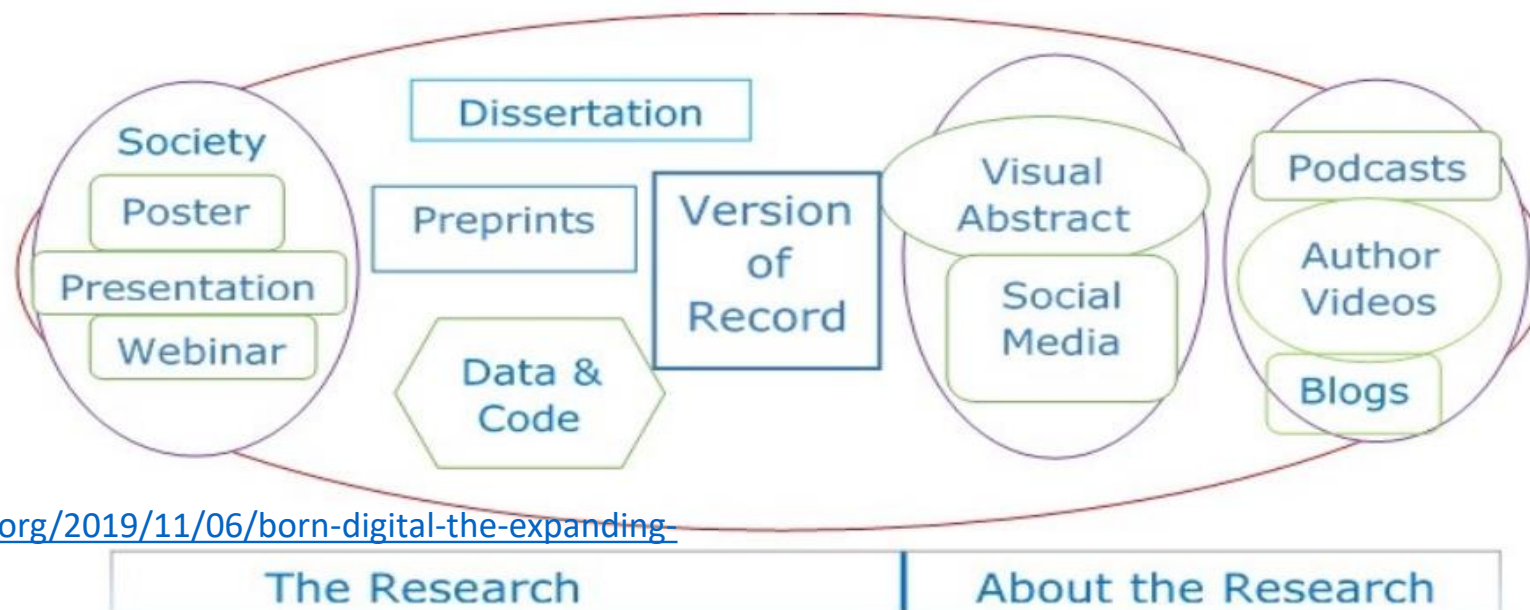 Society
Poster
Presentation
Webinar
Dissertation
Preprints
Data &
Code
Version
of
Record
Visual
Abstract
Social
Media
Podcasts
Author
Videos
Blogs
org/2019/11/06/born-digital-the-expanding-
The Research
About the Research